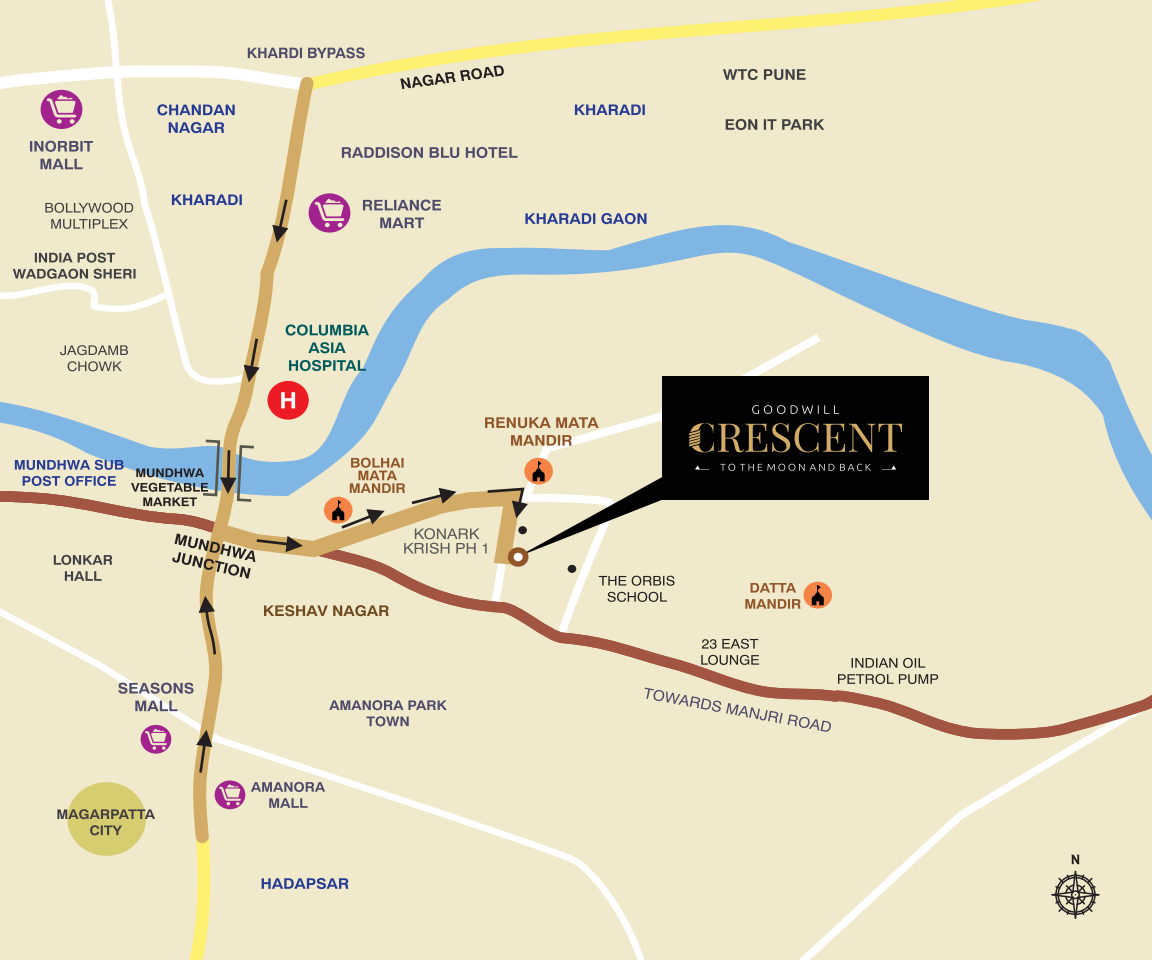 KHARDI BYPASS
NAGAR ROAD
WTC PUNE
CHANDAN
NAGAR
KHARADI
EON IT PARK
INORBIT
MALL
RADDISON BLU HOTEL
KHARADI
RELIANCE
MART
BOLLYWOOD
MULTIPLEX
KHARADI GAON
INDIA POST
WADGAON SHERI
COLUMBIA
ASIA
HOSPITAL
H
JAGDAMB
CHOWK
GOODWILL
CRESCENT
TO THE MOON AND BACK
RENUKA MATA
MANDIR
MUNDHWA SUB
POST OFFICE
MUNDHWA
VEGETABLE
MARKET
BOLHAI
MATA
MANDIR
KONARK
KRISH PH 1
MUNDHWA
JUNCTION
LONKAR
HALL
THE ORBIS
SCHOOL
DATTA
MANDIR
KESHAV NAGAR
23 EAST
LOUNGE
INDIAN OIL
PETROL PUMP
SEASONS
MALL
AMANORA PARK
TOWN
TOWARDS MANJRI ROAD
AMANORA
MALL
MAGARPATTA
CITY
HADAPSAR
N